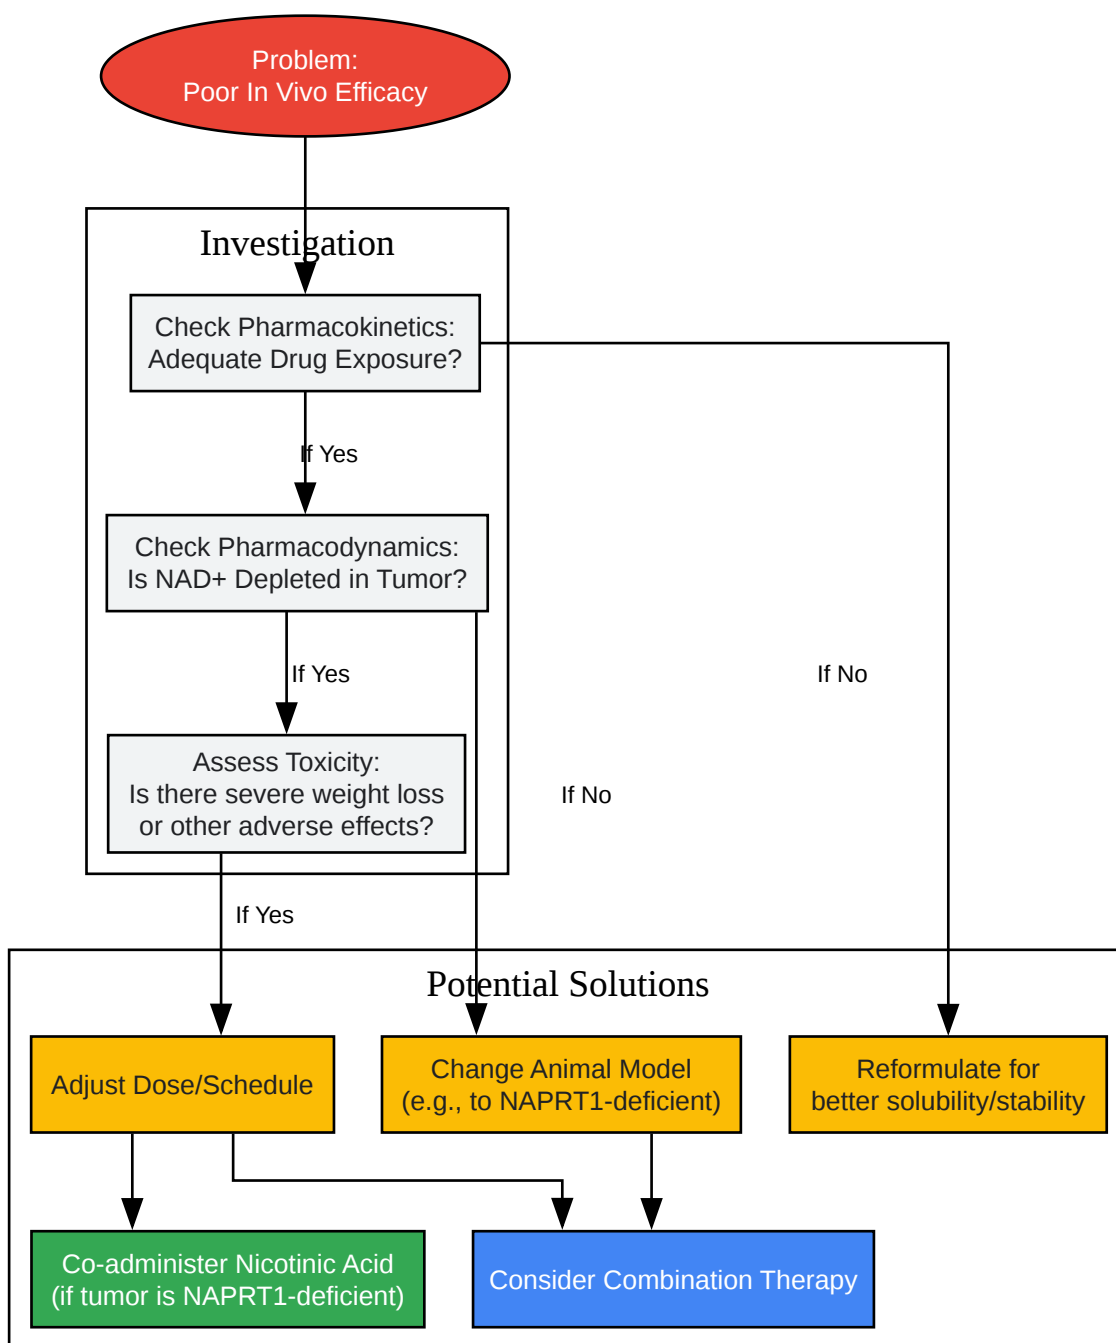 Problem:
Poor In Vivo Efficacy
Investigation
Check Pharmacokinetics:
Adequate Drug Exposure?
If Yes
Check Pharmacodynamics:
Is NAD+ Depleted in Tumor?
If Yes
If No
Assess Toxicity:
Is there severe weight loss
or other adverse effects?
If No
If Yes
Potential Solutions
Adjust Dose/Schedule
Change Animal Model
(e.g., to NAPRT1-deficient)
Reformulate for
better solubility/stability
Co-administer Nicotinic Acid
(if tumor is NAPRT1-deficient)
Consider Combination Therapy